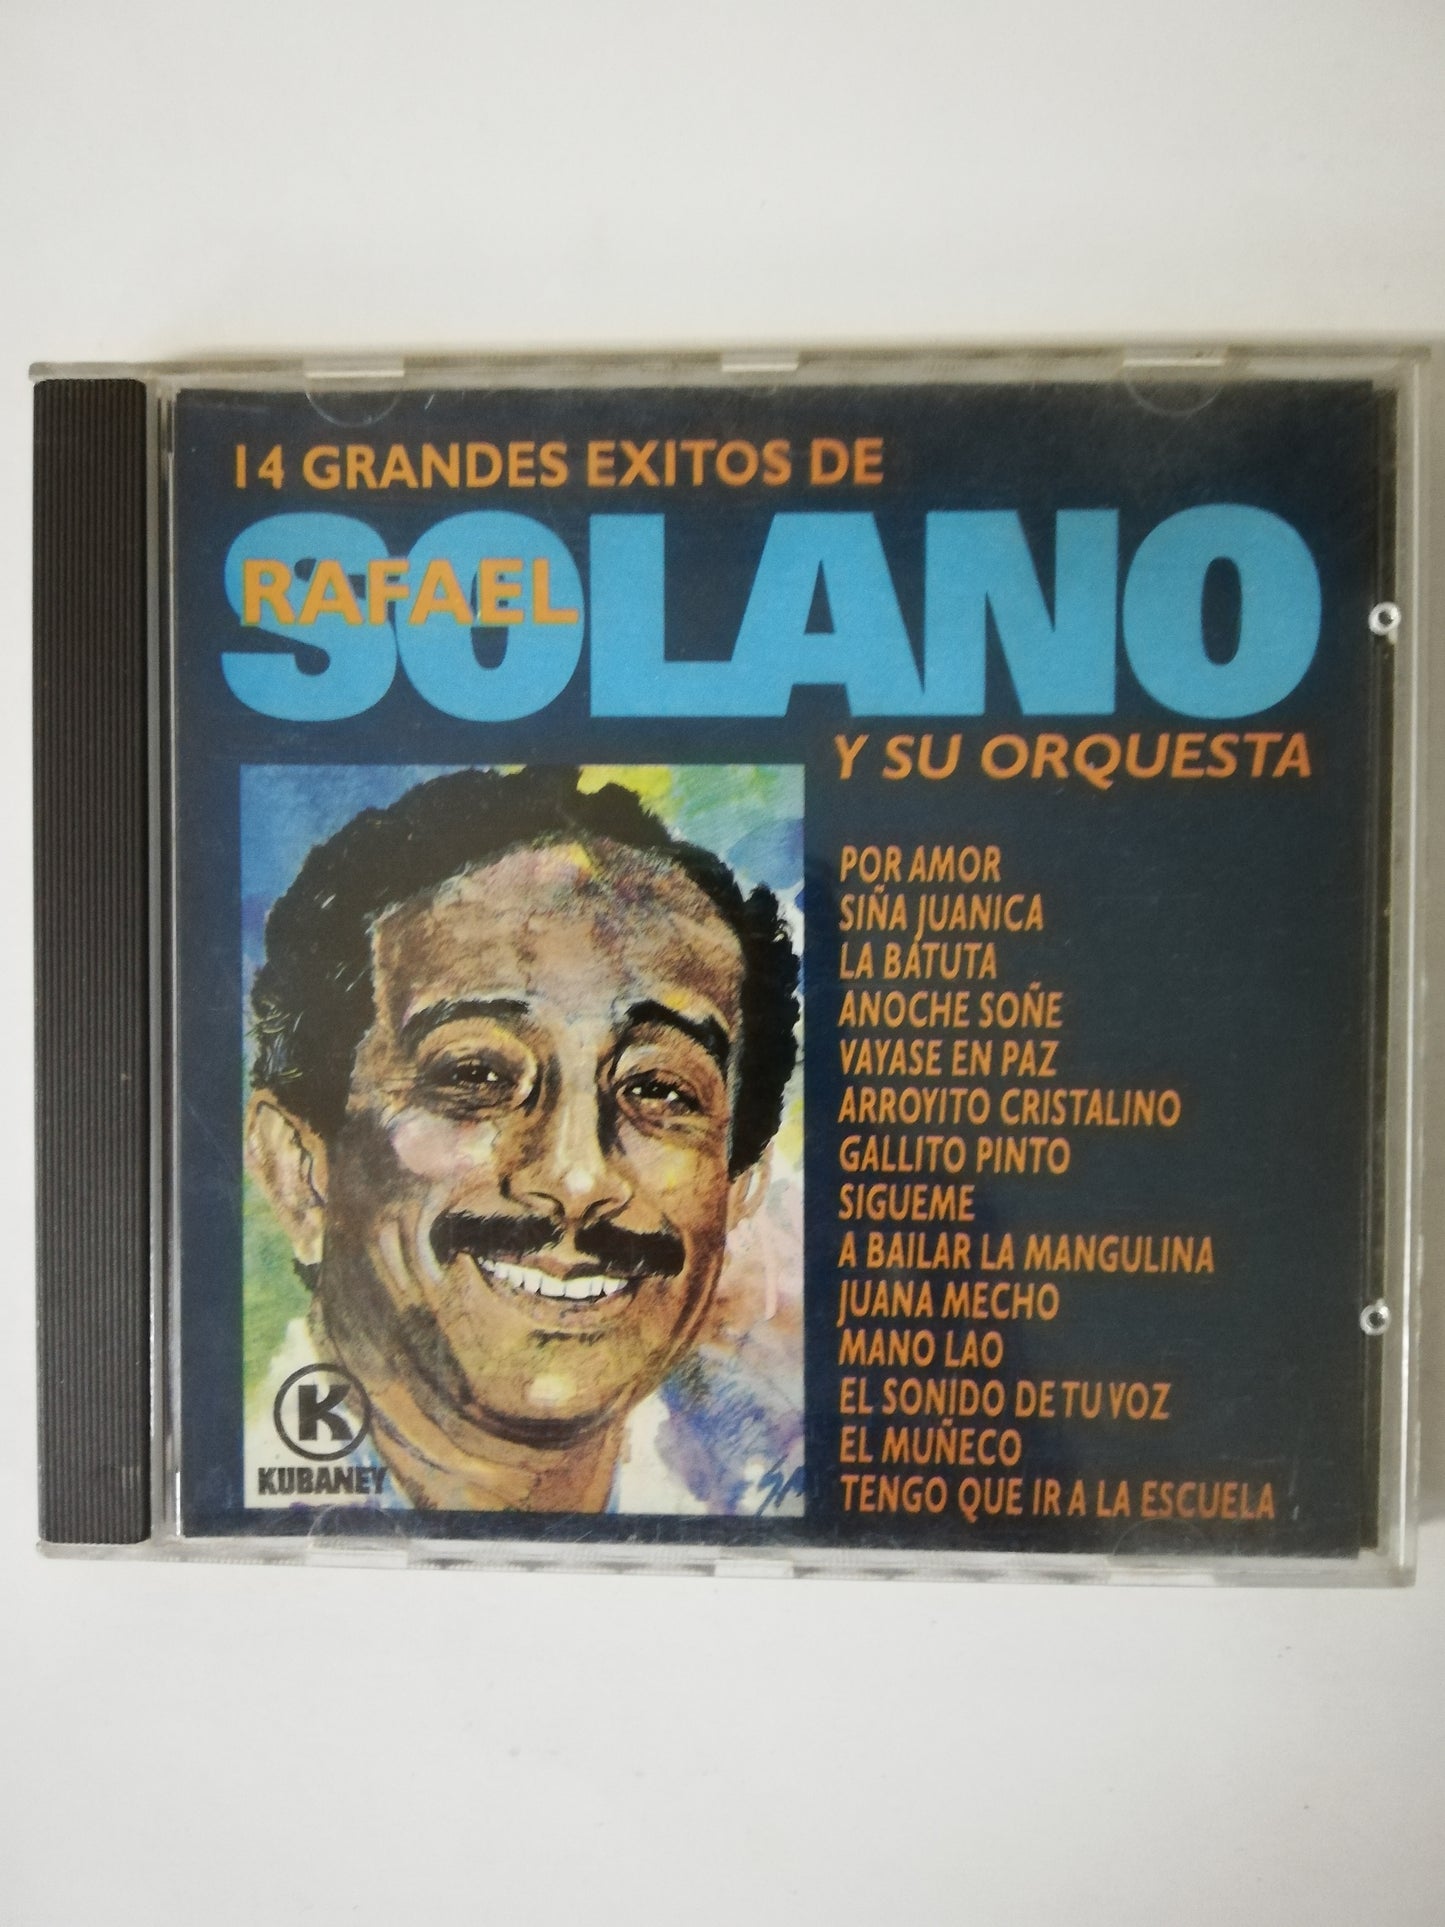 14 GRANDES EXITOS DE
RAFAEL
SOLANO
Y SU ORQUESTA
POR AMOR
SIÑA JUANICA
LA BATUTA
ANOCHE SOÑE
VAYASE EN PAZ
ARROYITO CRISTALINO
GALLITO PINTO
SIGUEME
A BAILAR LA MANGULINA
JUANA MECHO
MANO LAO
EL SONIDO DE TU VOZ
EL MUÑECO
TENGO QUE IR A LA ESCUELA
K
KUBANEY